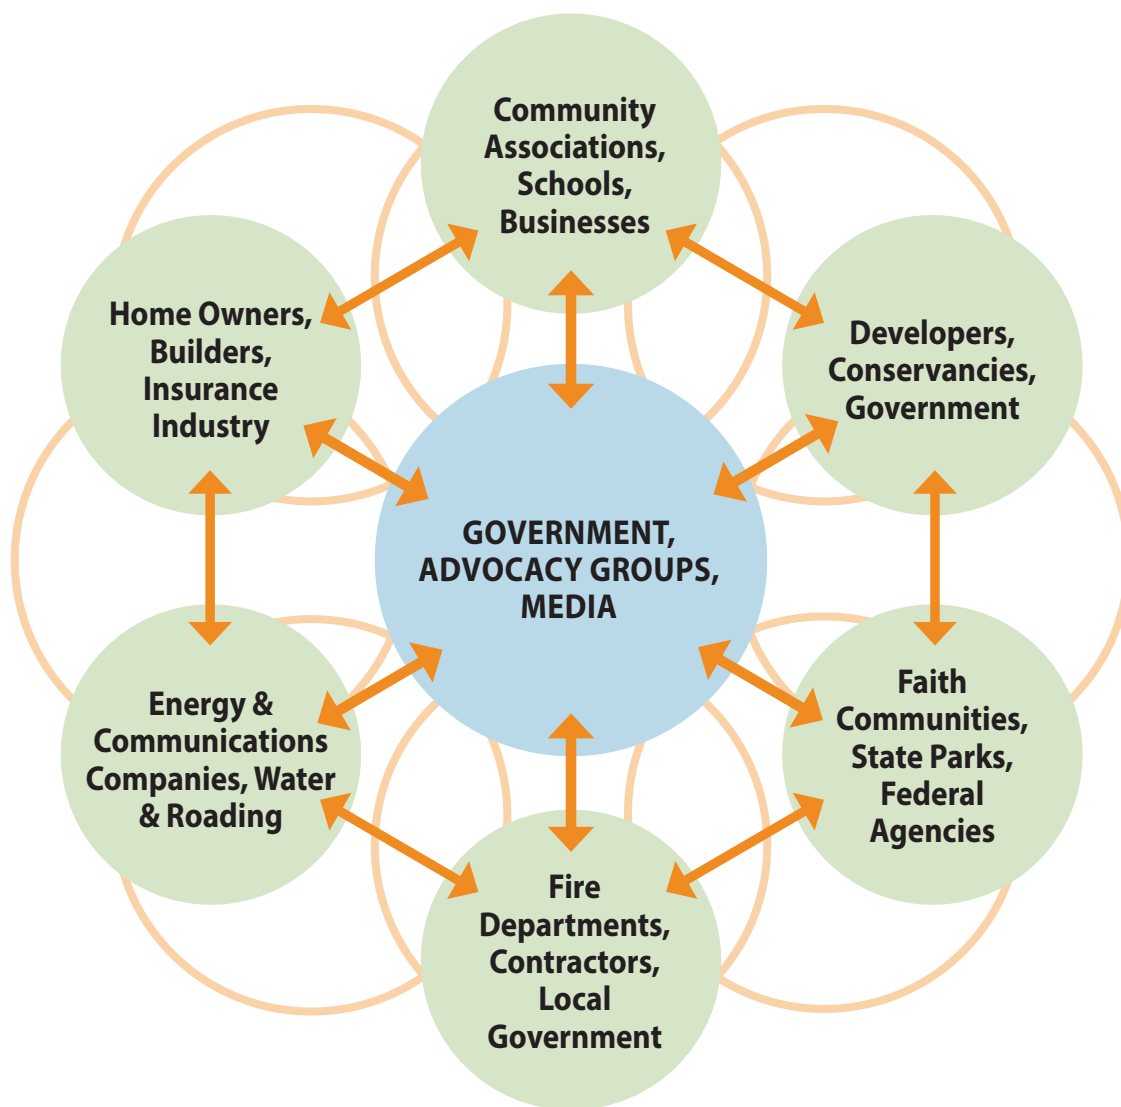 Community
Associations,
Schools,
Businesses
Home Owners,
Builders,
Insurance
Industry
Developers,
Conservancies,
Government
GOVERNMENT,
ADVOCACY GROUPS,
MEDIA
Energy &
Communications
Companies, Water
& Roading
Faith
Communities,
State Parks,
Federal
Agencies
Fire
Departments,
Contractors,
Local
Government